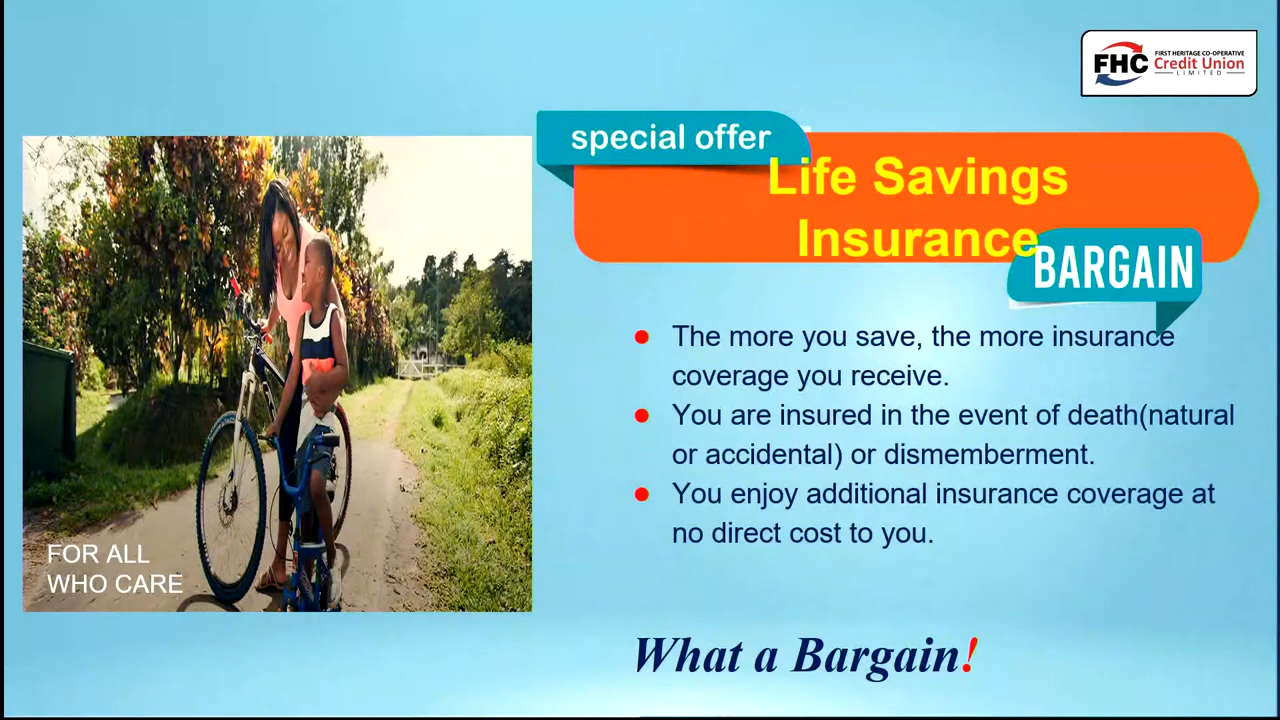 FHC
FIRST HERITAGE CO-OPERATIVE
Credit Union
LIMITED
special offer
Life Savings
Insurance
BARGAIN
The more you save, the more insurance
coverage you receive.
You are insured in the event of death(natural
or accidental) or dismemberment.
You enjoy additional insurance coverage at
no direct cost to you.
FOR ALL
WHO CARE
What a Bargain!